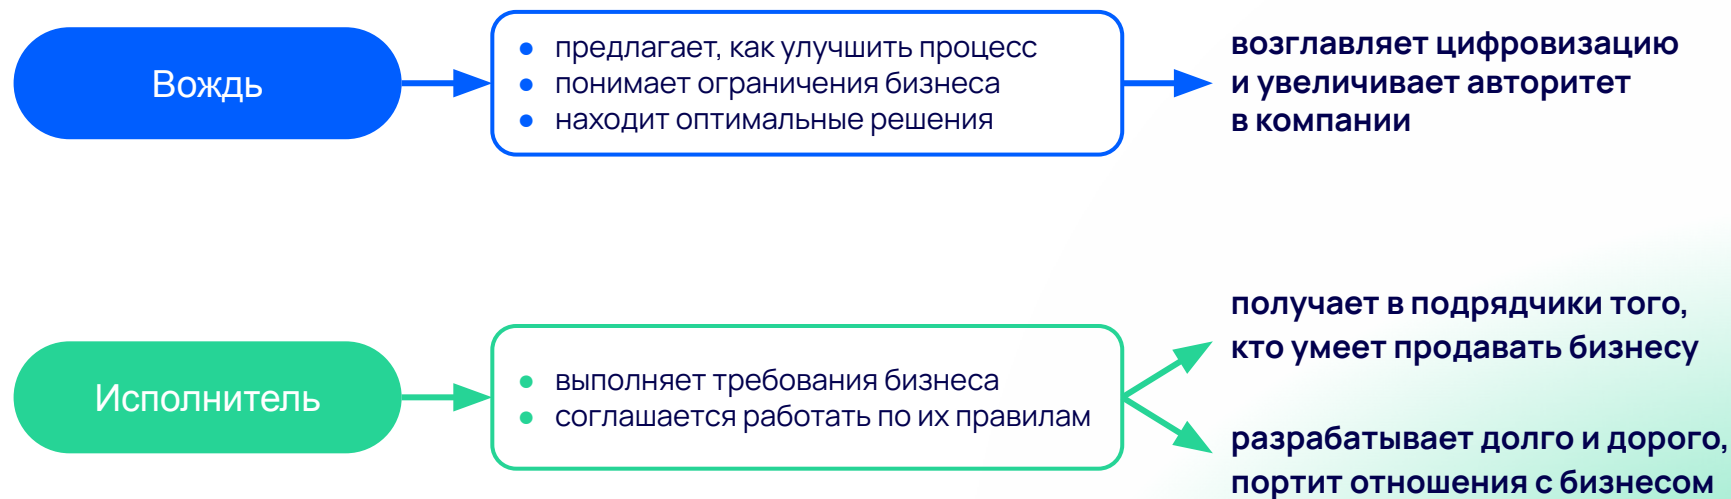 Вождь
предлагает, как улучшить процесс
понимает ограничения бизнеса
находит оптимальные решения
возглавляет цифровизацию
и увеличивает авторитет
в компании
Исполнитель
выполняет требования бизнеса
соглашается работать по их правилам
получает в подрядчики того,
кто умеет продавать бизнесу
разрабатывает долго и дорого,
портит отношения с бизнесом